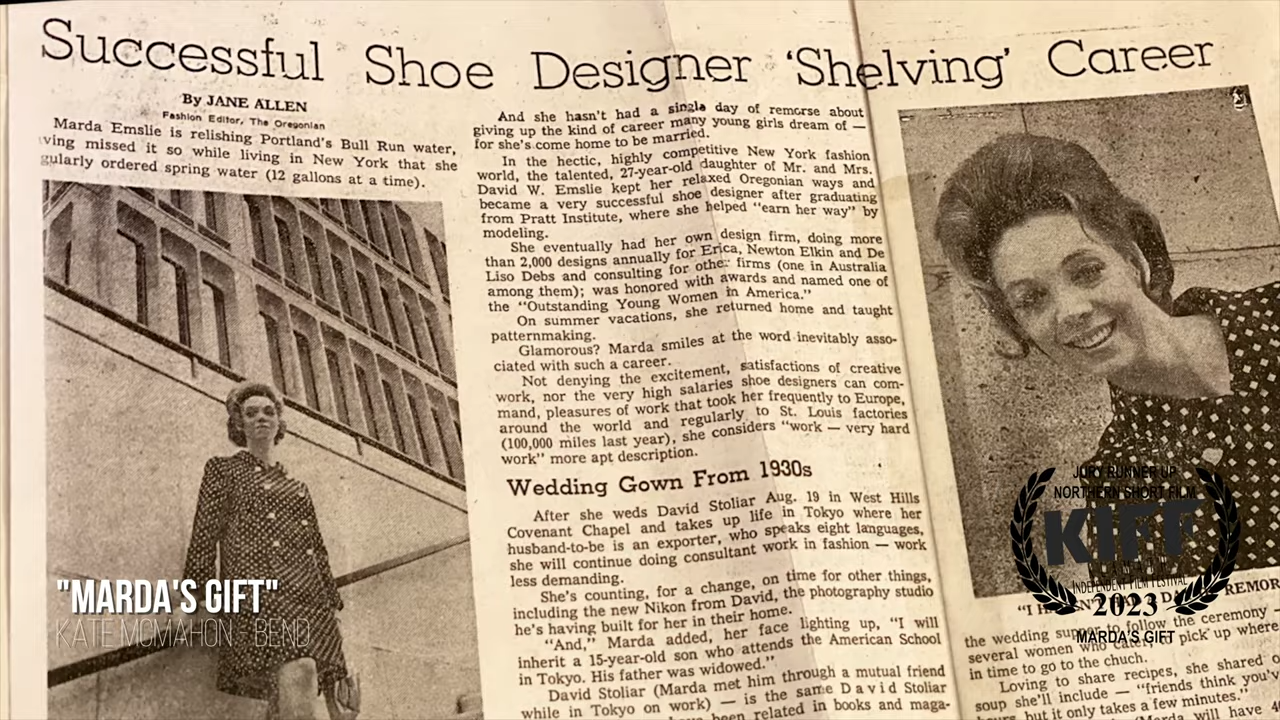 Successful Shoe Designer ‘Shelving’ Career
By JANE ALLEN
Fashion Editor, The Oregonian
Marda Emslie is relishing Portland's Bull Run water,
ving missed it so while living in New York that she
gularly ordered spring water (12 gallons at a time).
And she hasn't had a single day of remorse about
giving up the kind of career many young girls dream of —
for she's come home to be married.
In the hectic, highly competitive New York fashion
world, the talented, 27-year-old daughter of Mr. and Mrs.
David W. Emslie kept her relaxed Oregonian ways and
became a very successful shoe designer after graduating
from Pratt Institute, where she helped “earn her way” by
modeling.
She eventually had her own design firm, doing more
than 2,000 designs annually for Erica, Newton Elkin and De
Liso Debs and consulting for other firms (one in Australia
among them); was honored with awards and named one of
the “Outstanding Young Women in America.”
On summer vacations, she returned home and taught
patternmaking.
Glamorous? Marda smiles at the word inevitably asso-
ciated with such a career.
Not denying the excitement, satisfactions of creative
work, nor the very high salaries shoe designers can com-
mand, pleasures of work that took her frequently to Europe,
around the world and regularly to St. Louis factories
(100,000 miles last year), she considers “work — very hard
work” more apt description.
Wedding Gown From 1930s
After she weds David Stoliar Aug. 19 in West Hills
Covenant Chapel and takes up life in Tokyo where her
husband-to-be is an exporter, who speaks eight languages,
she will continue doing consultant work in fashion — work
less demanding.
She's counting, for a change, on time for other things,
including the new Nikon from David, the photography studio
he's having built for her in their home.
“And,” Marda added, her face lighting up, “I will
inherit a 15-year-old son who attends the American School
in Tokyo. His father was widowed.”
David Stoliar (Marda met him through a mutual friend
while in Tokyo on work) — is the same David Stoliar
been related in books and maga-
“I
REMOR
the wedding supper to follow the ceremony —
several women who cater, to pick up where
in time to go to the chuch.
Loving to share recipes, she shared
soup she'll include — “friends think you'v
hours, but it only takes a few minutes.”
(Marda will have
"MARDA'S GIFT"
KATE MCMAHON - BEND
JURY RUNNER UP
NORTHERN SHORT FILM
KIFF
INDEPENDENT FILM FESTIVAL
2023
MARDA'S GIFT